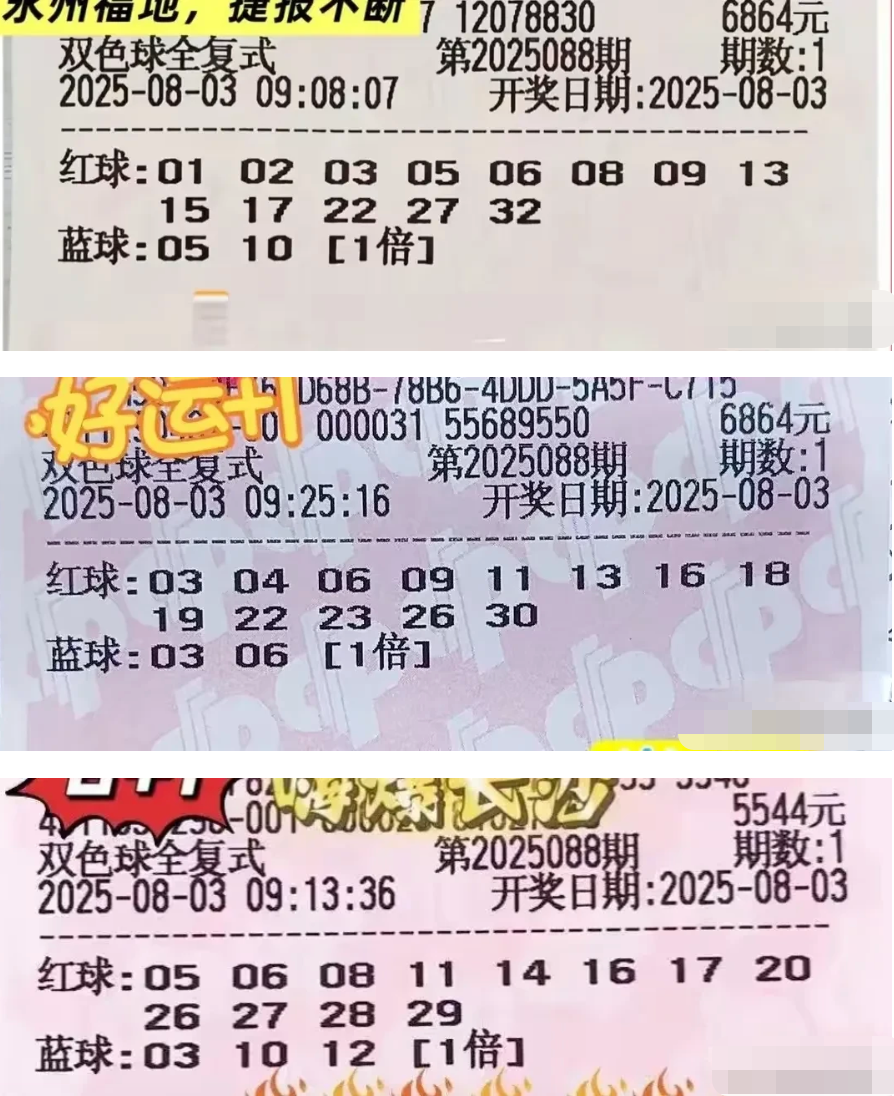 永州福地，捷报不断
7 12078830 6864元
双色球全复式 第2025088期 期数:1
2025-08-03 09:08:07 开奖日期:2025-08-03
红球:01 02 03 05 06 08 09 13
15 17 22 27 32
蓝球:05 10 [1倍]
好运+1
D68B-78B6-4DDD-5A5F-C715
000031 55689550 6864元
双色球全复式 第2025088期 期数:1
2025-08-03 09:25:16 开奖日期:2025-08-03
红球:03 04 06 09 11 13 16 18
19 22 23 26 30
蓝球:03 06 [1倍]
5544元
双色球全复式 第2025088期 期数:1
2025-08-03 09:13:36 开奖日期:2025-08-03
红球:05 06 08 11 14 16 17 20
26 27 28 29
蓝球:03 10 12 [1倍]